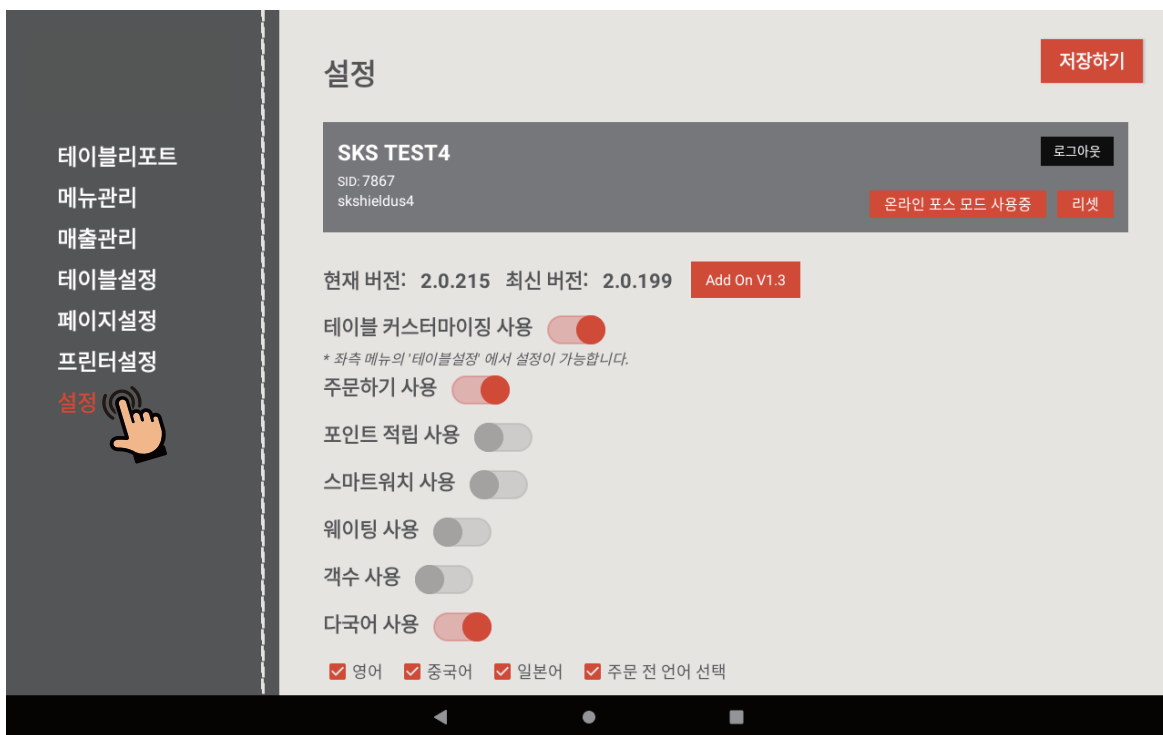 테이블리포트
메뉴관리
매출관리
테이블설정
페이지설정
프린터설정
설정
설정
저장하기
SKS TEST4
로그아웃
SID: 7867
skshieldus4
온라인 포스 모드 사용중 리셋
현재 버전: 2.0.215 최신 버전: 2.0.199 Add On V1.3
테이블 커스터마이징 사용
* 좌측 메뉴의 '테이블설정' 에서 설정이 가능합니다.
주문하기 사용
포인트 적립 사용
스마트워치 사용
웨이팅 사용
객수 사용
다국어 사용
영어 중국어 일본어 주문 전 언어 선택